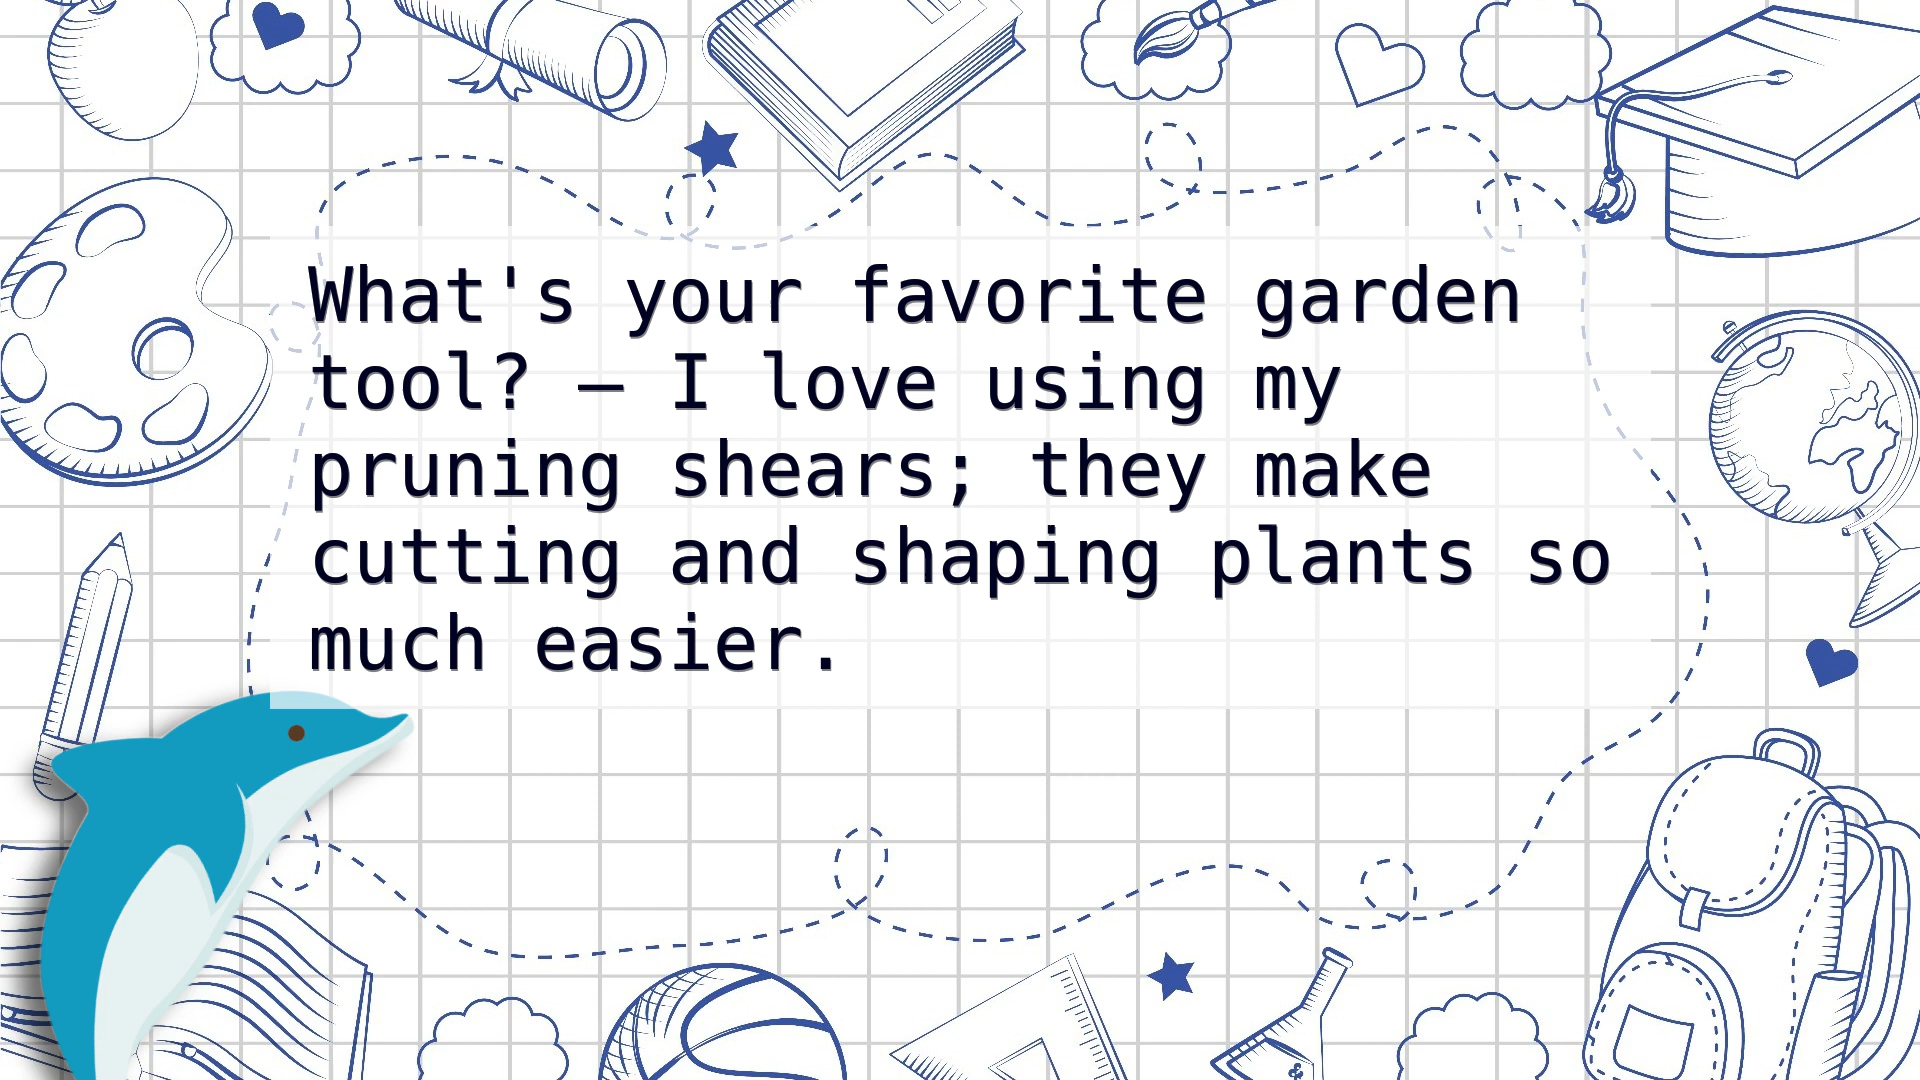 What's your favorite garden
tool? – I love using my
pruning shears; they make
cutting and shaping plants so
much easier.